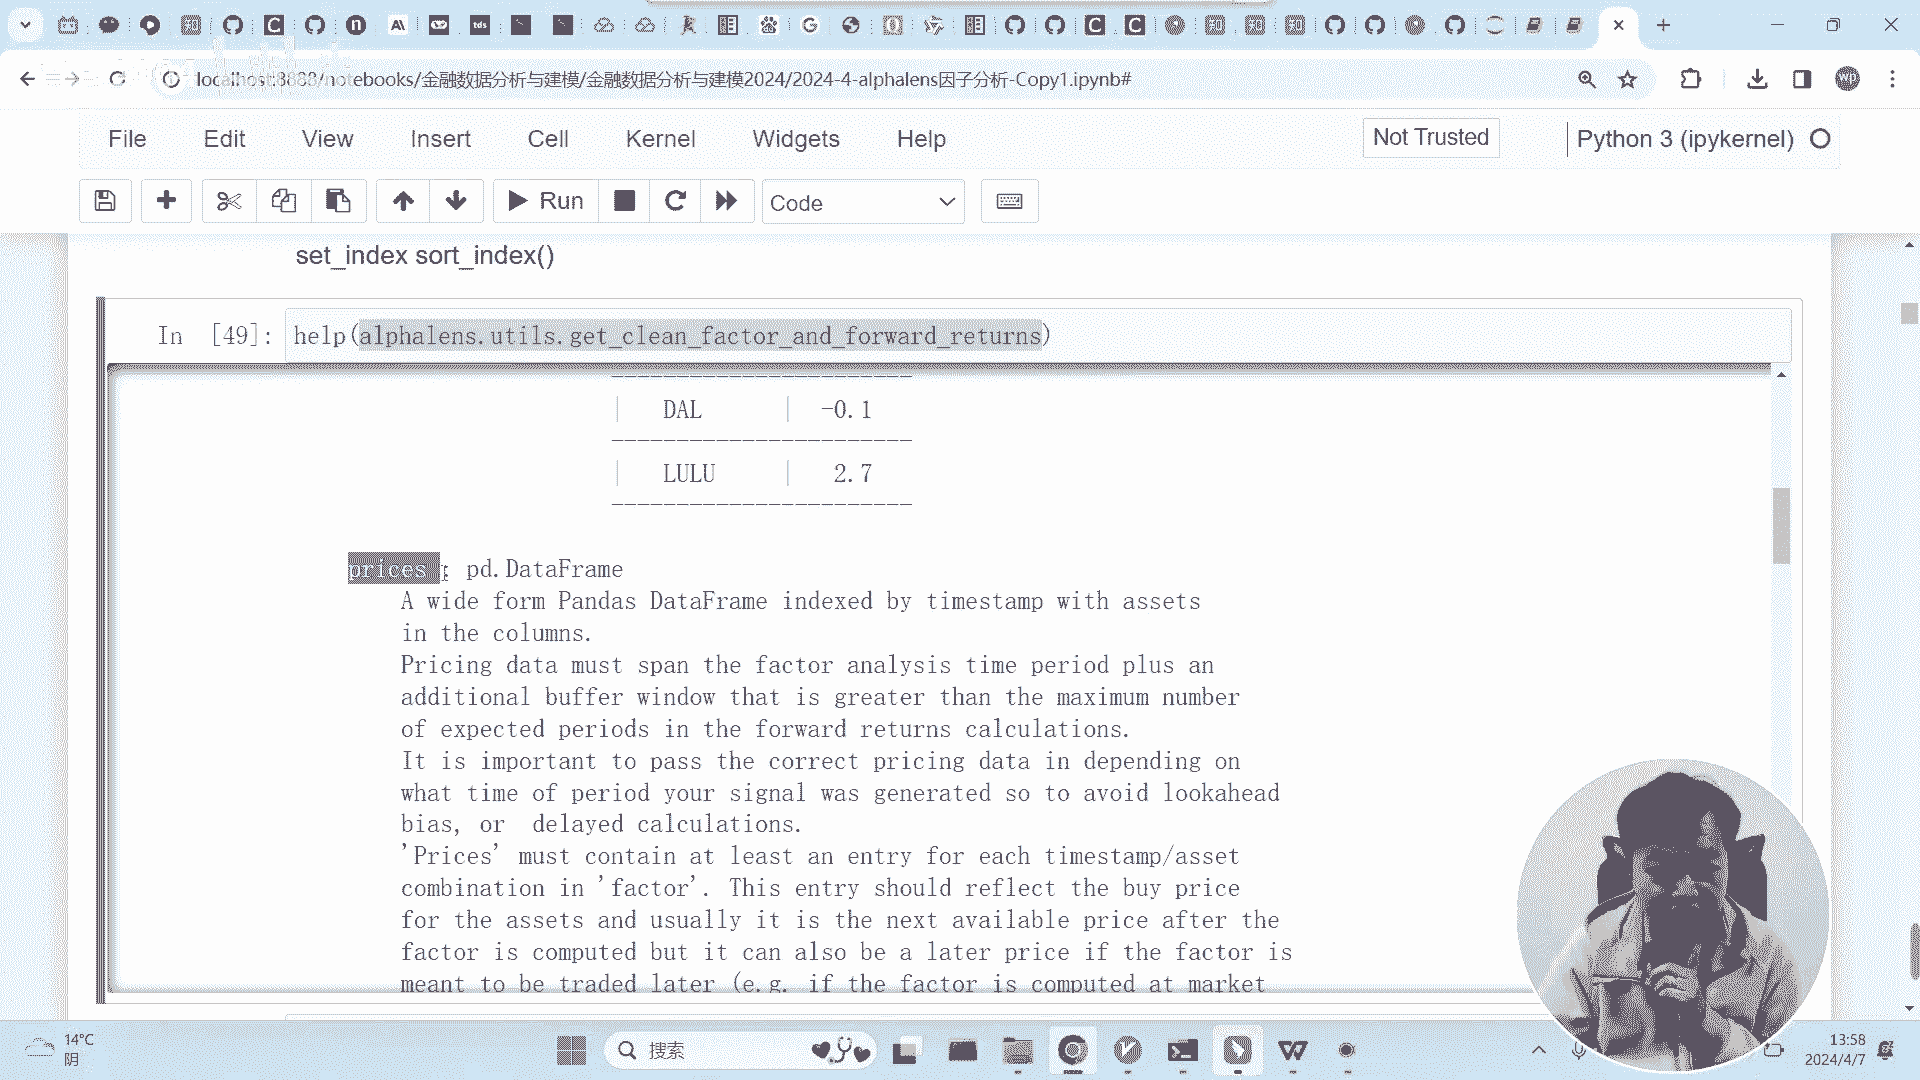 localhost:8888/notebooks/金融数据分析与建模/金融数据分析与建模2024/2024-4-alphalens因子分析-Copy1.ipynb#
File Edit View Insert Cell Kernel Widgets Help Not Trusted Python 3 (ipykernel)
Run Code
set_index sort_index()
In [49]: help(alphalens.utils.get_clean_factor_and_forward_returns)
| DAL | -0.1
| LULU | 2.7
prices : pd.DataFrame
A wide form Pandas DataFrame indexed by timestamp with assets
in the columns.
Pricing data must span the factor analysis time period plus an
additional buffer window that is greater than the maximum number
of expected periods in the forward returns calculations.
It is important to pass the correct pricing data in depending on
what time of period your signal was generated so to avoid lookahead
bias, or  delayed calculations.
'Prices' must contain at least an entry for each timestamp/asset
combination in 'factor'. This entry should reflect the buy price
for the assets and usually it is the next available price after the
factor is computed but it can also be a later price if the factor is
meant to be traded later (e.g. if the factor is computed at market
14°C
阴
搜索
13:58
2024/4/7